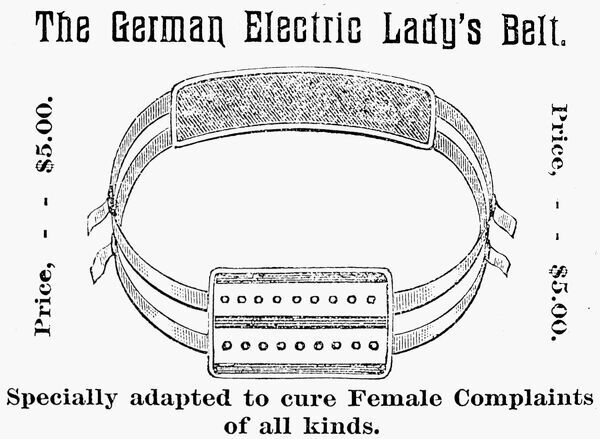 The German Electric Lady's Belt.
Price, - - $5.00.
Price, - - $5.00.
Specially adapted to cure Female Complaints
of all kinds.